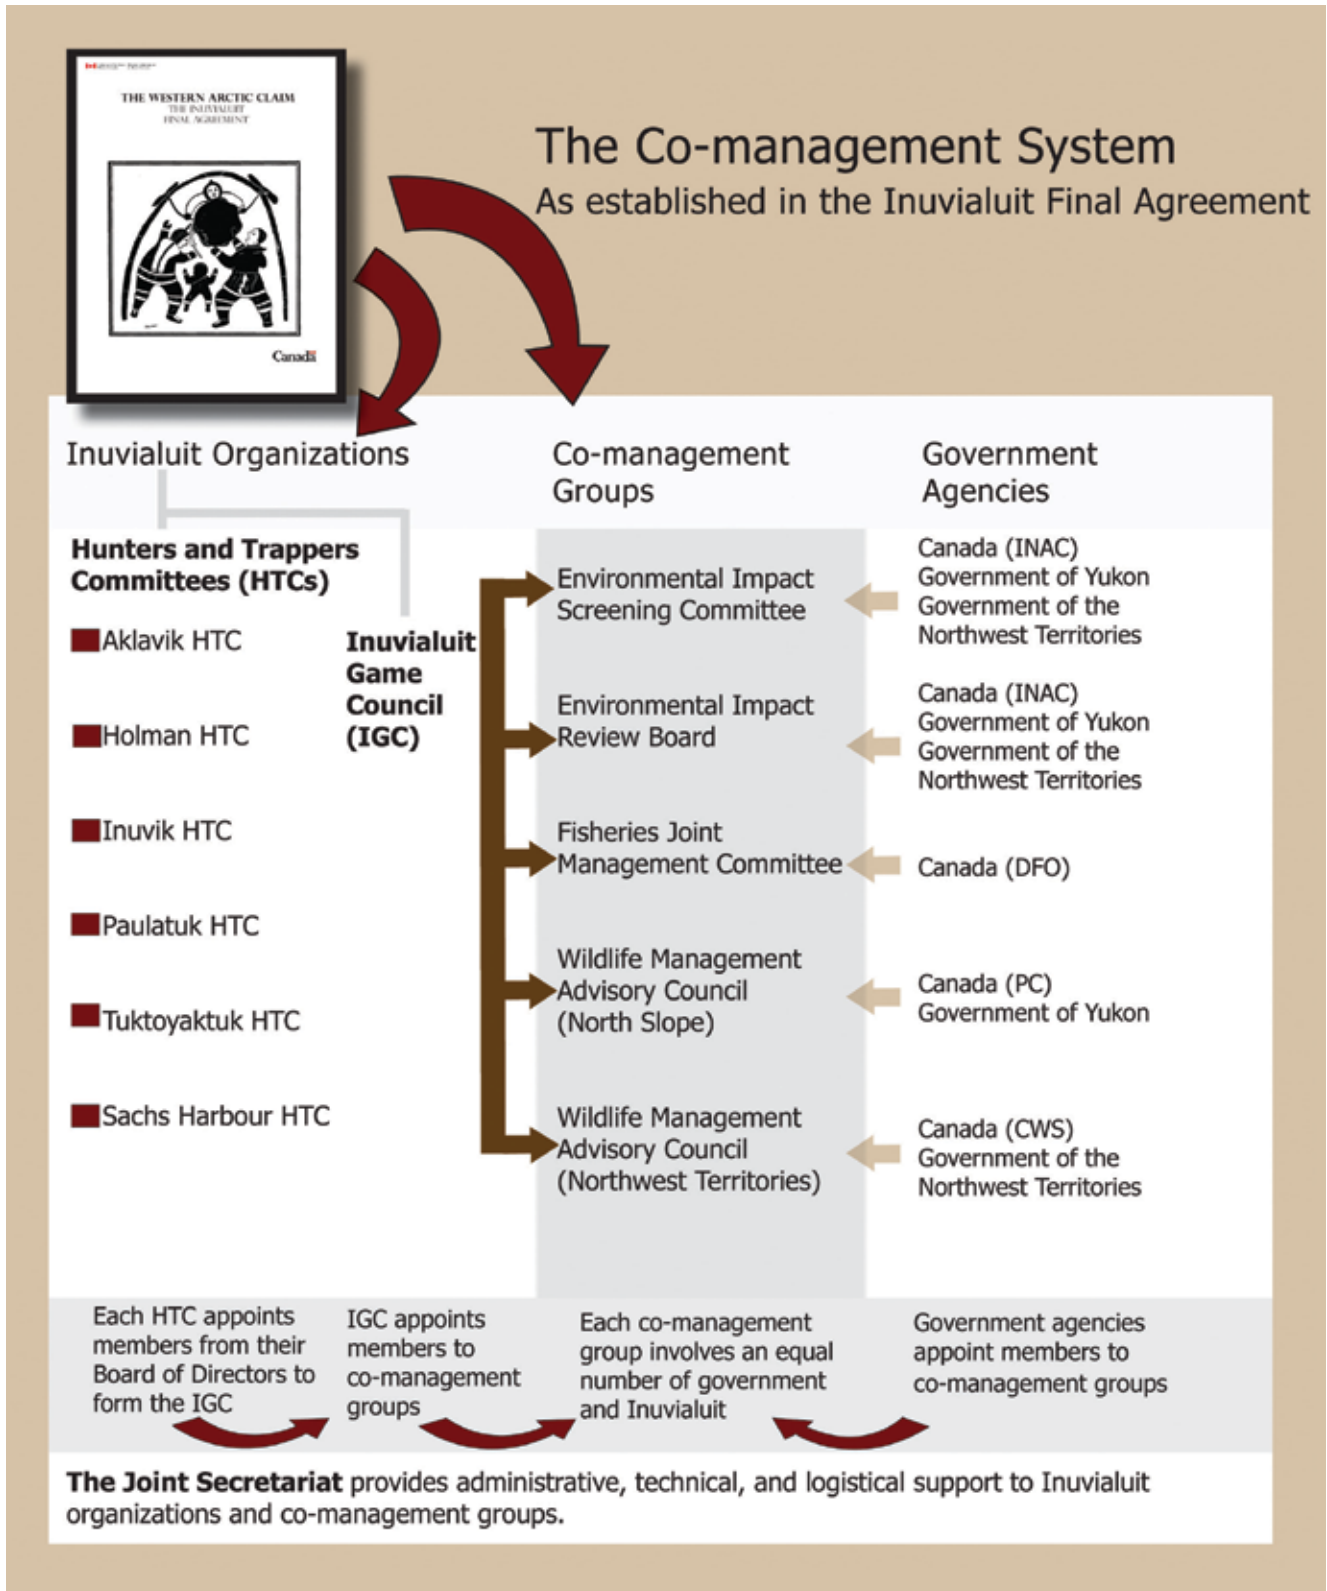 THE WESTERN ARCTIC CLAIM
THE INUVIALUIT
FINAL AGREEMENT
Canada
The Co-management System
As established in the Inuvialuit Final Agreement
Inuvialuit Organizations
Hunters and Trappers
Committees (HTCs)
Aklavik HTC
Holman HTC
Inuvik HTC
Paulatuk HTC
Tuktoyaktuk HTC
Sachs Harbour HTC
Inuvialuit
Game
Council
(IGC)
Co-management
Groups
Environmental Impact
Screening Committee
Environmental Impact
Review Board
Fisheries Joint
Management Committee
Wildlife Management
Advisory Council
(North Slope)
Wildlife Management
Advisory Council
(Northwest Territories)
Government
Agencies
Canada (INAC)
Government of Yukon
Government of the
Northwest Territories
Canada (INAC)
Government of Yukon
Government of the
Northwest Territories
Canada (DFO)
Canada (PC)
Government of Yukon
Canada (CWS)
Government of the
Northwest Territories
Each HTC appoints
members from their
Board of Directors to
form the IGC
IGC appoints
members to
co-management
groups
Each co-management
group involves an equal
number of government
and Inuvialuit
Government agencies
appoint members to
co-management groups
The Joint Secretariat provides administrative, technical, and logistical support to Inuvialuit
organizations and co-management groups.